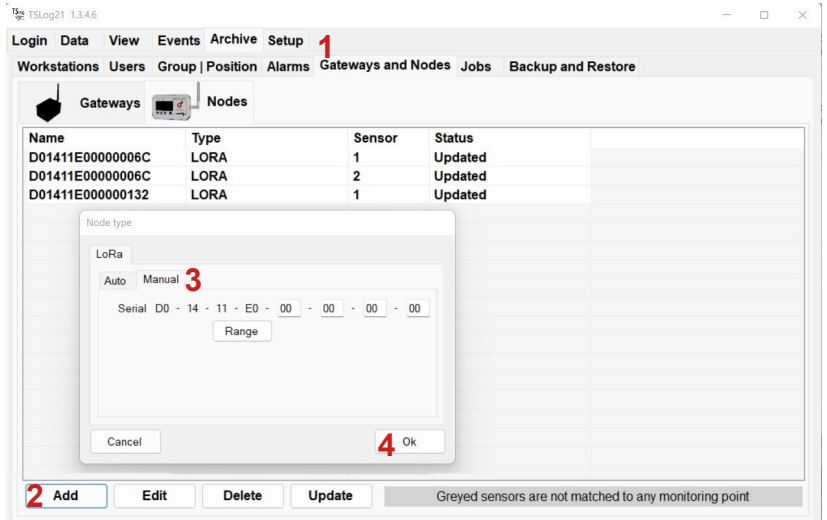 TSLog21 1.3.4.6
Login Data View Events Archive Setup 1
Workstations Users Group | Position Alarms Gateways and Nodes Jobs Backup and Restore
Gateways Nodes
Name Type Sensor Status
D01411E00000006C LORA 1 Updated
D01411E00000006C LORA 2 Updated
D01411E000000132 LORA 1 Updated
Node type
LoRa
Auto Manual 3
Serial D0 - 14 - 11 - E0 - 00 - 00 - 00 - 00
Range
Cancel 4 Ok
2 Add Edit Delete Update Greyed sensors are not matched to any monitoring point